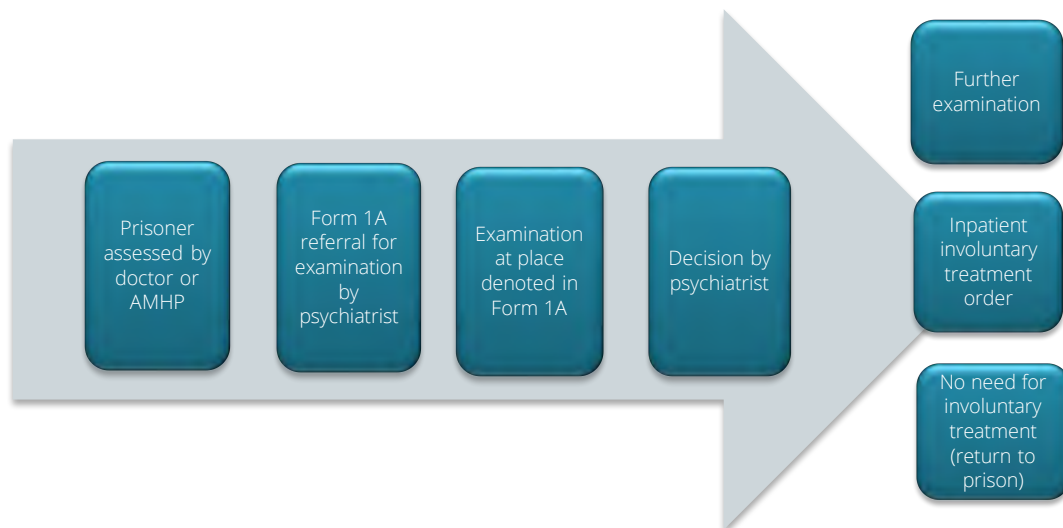 Prisoner
assessed by
doctor or
AMHP
Form 1A
referral for
examination
by
psychiatrist
Examination
at place
denoted in
Form 1A
Decision by
psychiatrist
Further
examination
Inpatient
involuntary
treatment
order
No need for
involuntary
treatment
(return to
prison)